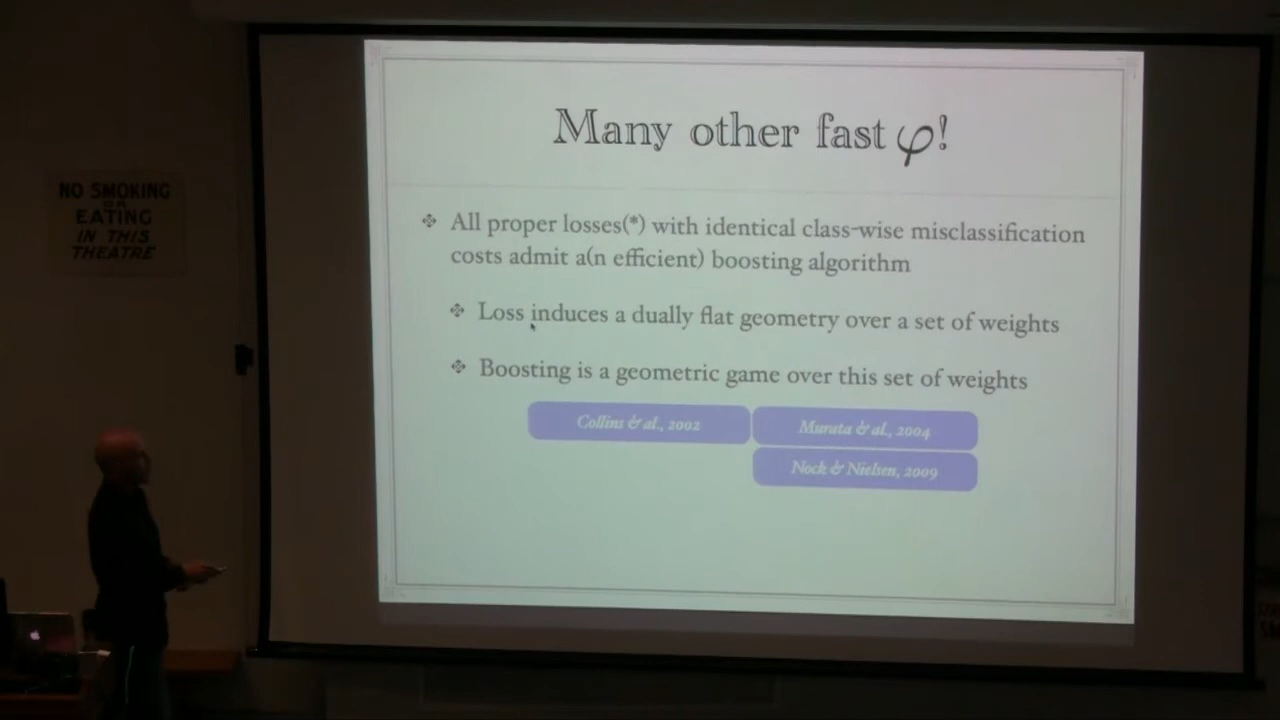 NO SMOKING
OR
EATING
IN THIS
THEATRE
Many other fast φ!
All proper losses(*) with identical class-wise misclassification
costs admit a(n efficient) boosting algorithm
Loss induces a dually flat geometry over a set of weights
Boosting is a geometric game over this set of weights
Collins & al., 2002
Murata & al., 2004
Nock & Nielsen, 2009